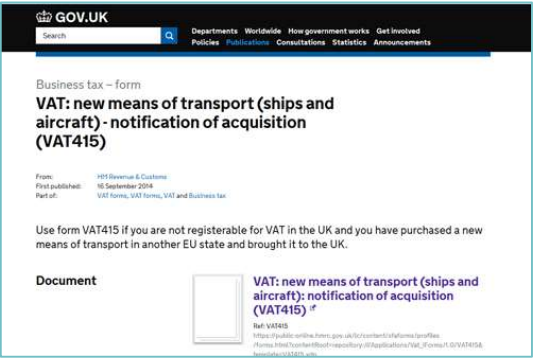 GOV.UK
Search
Departments Worldwide How government works Get involved
Policies Publications Consultations Statistics Announcements
Business tax – form
VAT: new means of transport (ships and
aircraft) - notification of acquisition
(VAT415)
From: HM Revenue & Customs
First published: 16 September 2014
Part of: VAT forms, VAT forms, VAT and Business tax
Use form VAT415 if you are not registerable for VAT in the UK and you have purchased a new
means of transport in another EU state and brought it to the UK.
Document
VAT: new means of transport (ships and
aircraft): notification of acquisition
(VAT415)
Ref: VAT415